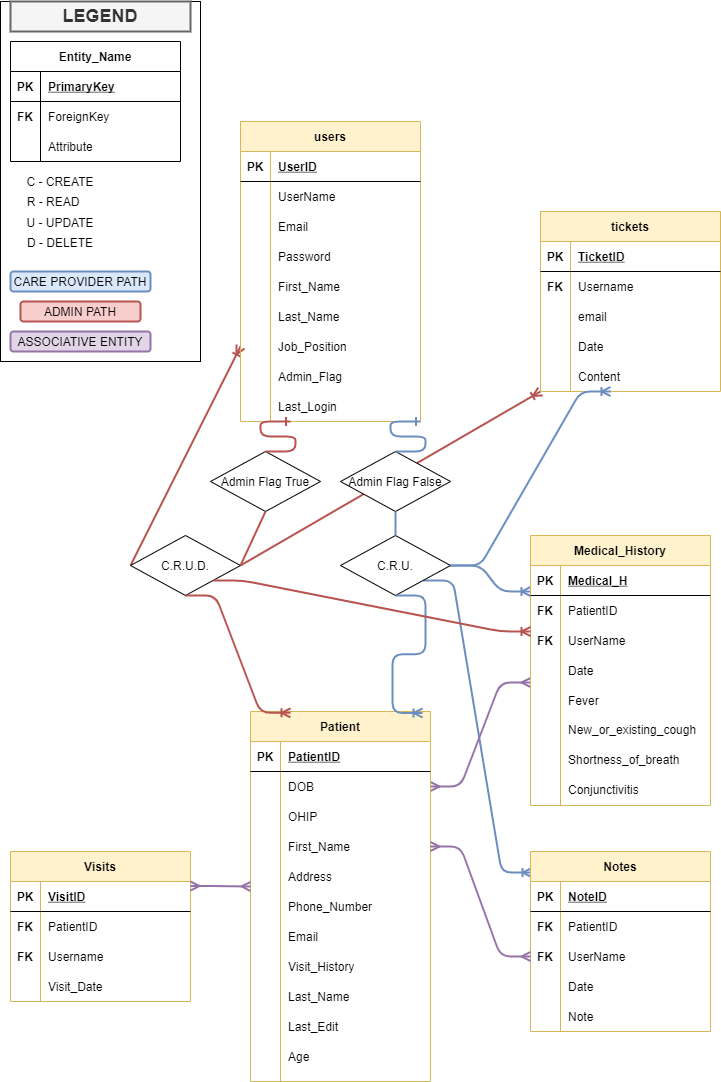 LEGEND
Entity_Name
PK PrimaryKey
FK ForeignKey
Attribute
C - CREATE
R - READ
U - UPDATE
D - DELETE
CARE PROVIDER PATH
ADMIN PATH
ASSOCIATIVE ENTITY
users
PK UserID
UserName
Email
Password
First_Name
Last_Name
Job_Position
Admin_Flag
Last_Login
tickets
PK TicketID
FK Username
email
Date
Content
Admin Flag True
Admin Flag False
C.R.U.D.
C.R.U.
Medical_History
PK Medical_H
FK PatientID
FK UserName
Date
Fever
New_or_existing_cough
Shortness_of_breath
Conjunctivitis
Patient
PK PatientID
DOB
OHIP
First_Name
Address
Phone_Number
Email
Visit_History
Last_Name
Last_Edit
Age
Visits
PK VisitID
FK PatientID
FK Username
Visit_Date
Notes
PK NoteID
FK PatientID
FK UserName
Date
Note